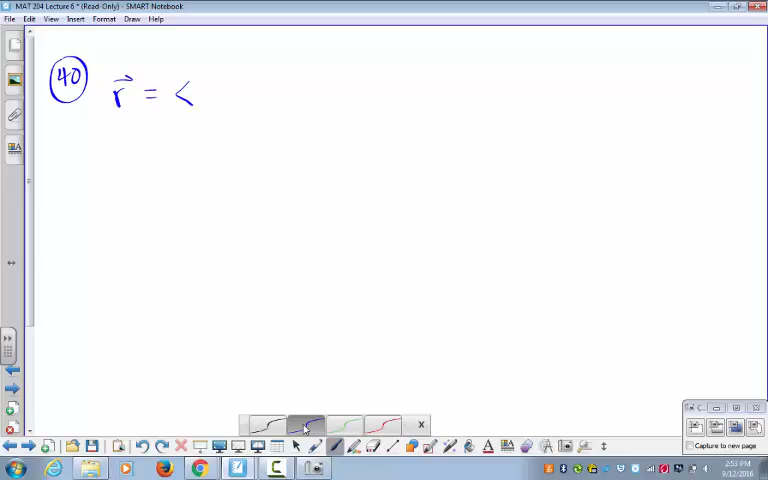 MAT 204 Lecture 6 * (Read-Only) - SMART Notebook
File Edit View Insert Format Draw Window Help
40 r⃗ = <
Capture to new page
2:53 PM
9/12/2016